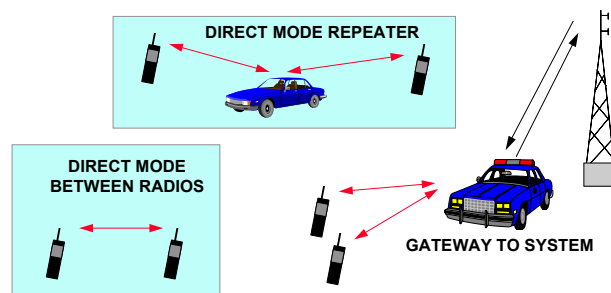 DIRECT MODE REPEATER
DIRECT MODE
BETWEEN RADIOS
GATEWAY TO SYSTEM